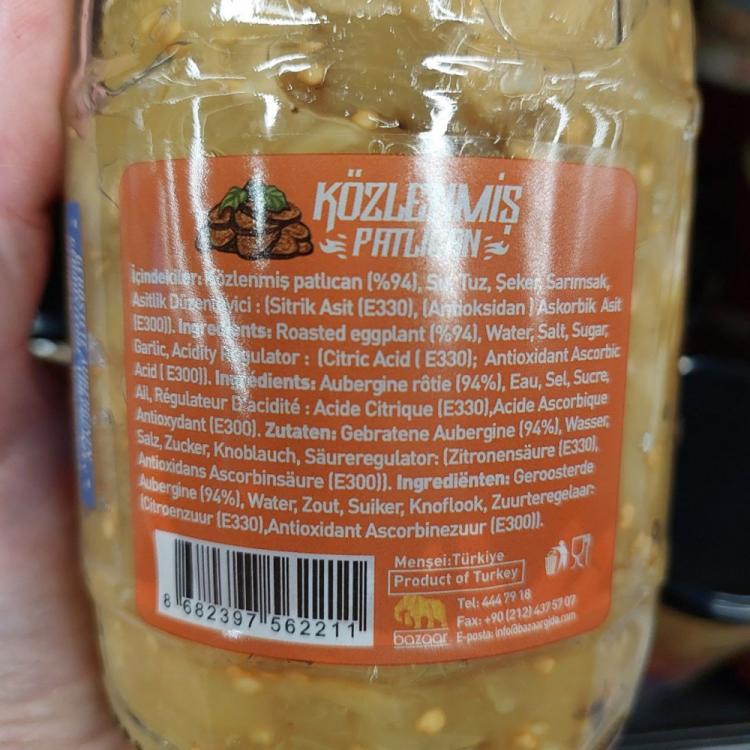 KÖZLENMİŞ
PATLICAN
İçindekiler: Közlenmiş patlıcan (%94), Su, Tuz, Şeker, Sarımsak,
Asitlik Düzenleyici : (Sitrik Asit (E330), (Antioksidan ) Askorbik Asit
(E300)). Ingredients: Roasted eggplant (%94), Water, Salt, Sugar,
Garlic, Acidity Regulator : (Citric Acid ( E330); Antioxidant Ascorbic
Acid ( E300)). Ingrédients: Aubergine rôtie (94%), Eau, Sel, Sucre,
Ail, Régulateur D'acidité : Acide Citrique (E330),Acide Ascorbique
Antioxydant (E300). Zutaten: Gebratene Aubergine (94%), Wasser,
Salz, Zucker, Knoblauch, Säureregulator: (Zitronensäure (E330),
Antioxidans Ascorbinsäure (E300)). Ingrediënten: Geroosterde
Aubergine (94%), Water, Zout, Suiker, Knoflook, Zuurteregelaar:
(Citroenzuur (E330),Antioxidant Ascorbinezuur (E300)).
8 682397 562211
Menşei:Türkiye
Product of Turkey
bazaar
Tel: 444 79 18
Fax: +90 (212) 437 57 07
E-posta: info@bazaargida.com